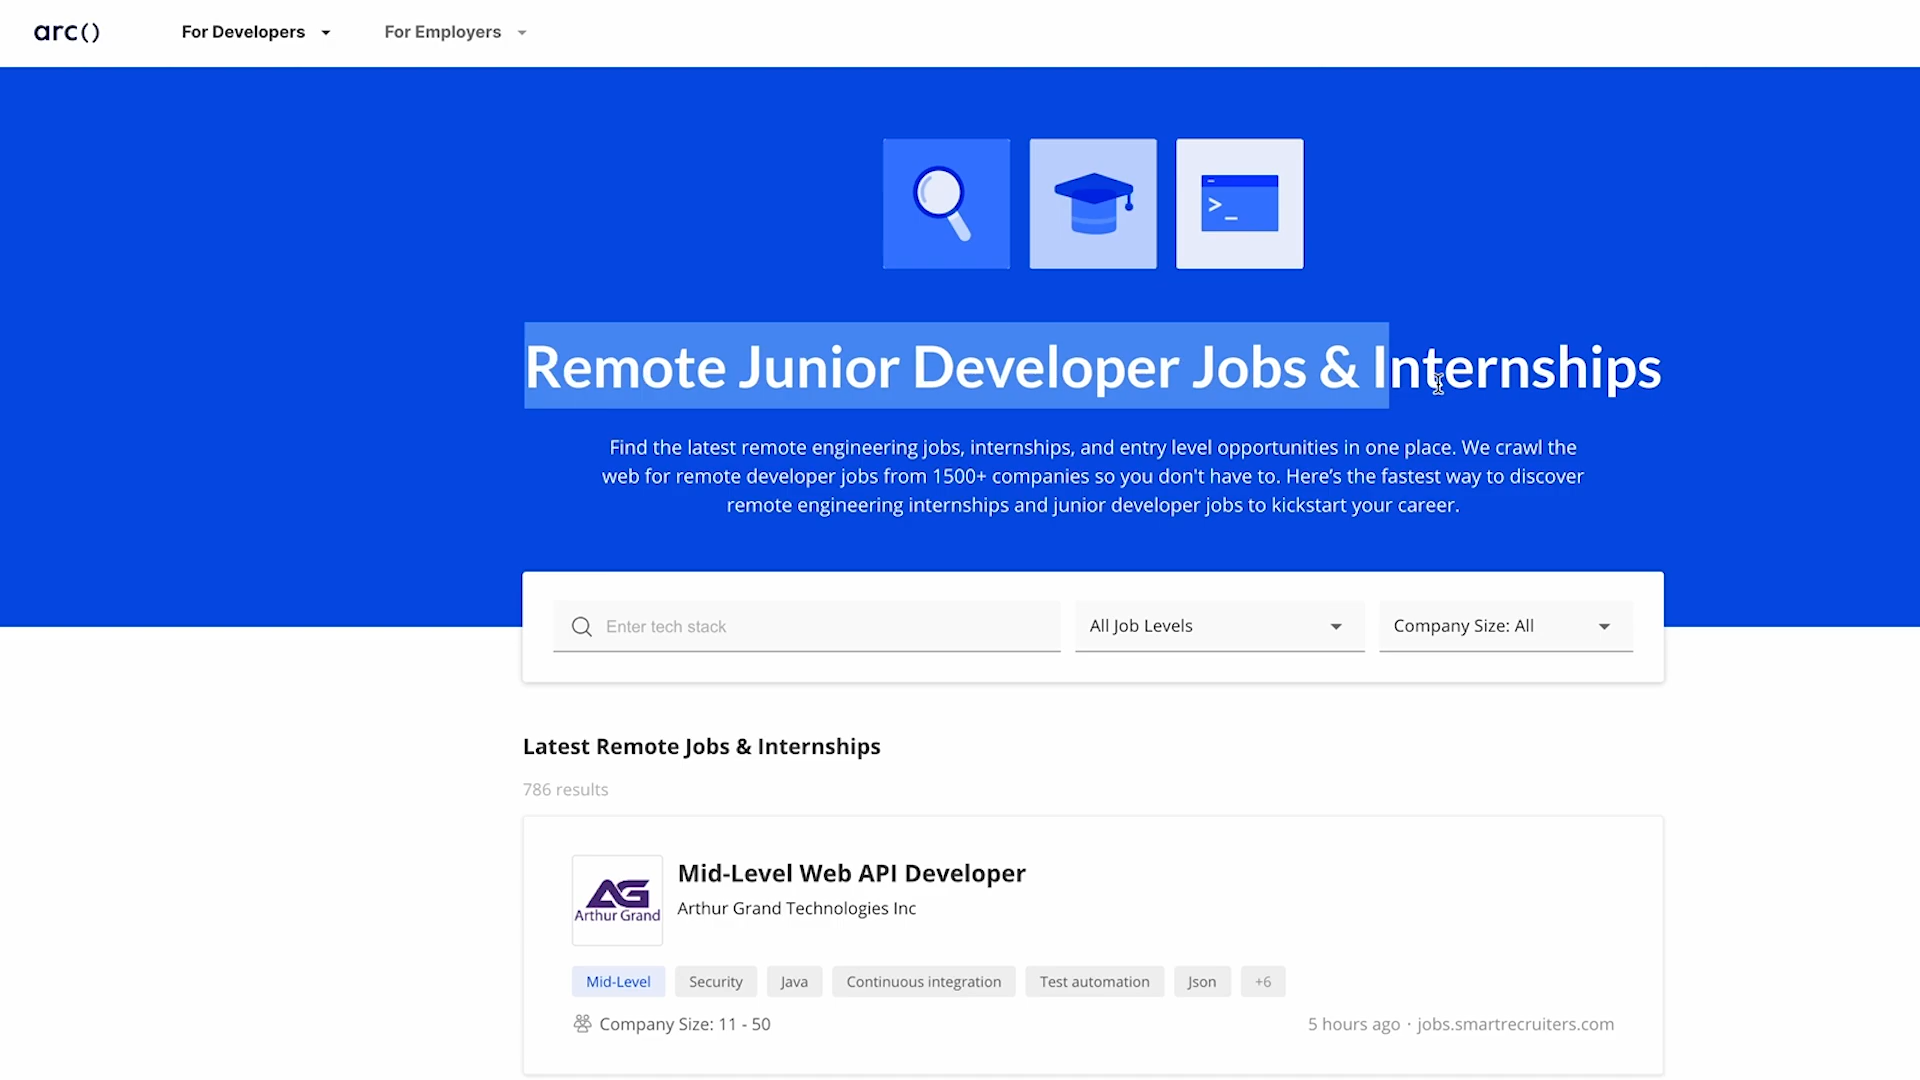 arc()
For Developers
For Employers
>_
Remote Junior Developer Jobs & Internships
Find the latest remote engineering jobs, internships, and entry level opportunities in one place. We crawl the
web for remote developer jobs from 1500+ companies so you don't have to. Here’s the fastest way to discover
remote engineering internships and junior developer jobs to kickstart your career.
Enter tech stack
All Job Levels
Company Size: All
Latest Remote Jobs & Internships
786 results
AG
Arthur Grand
Mid-Level Web API Developer
Arthur Grand Technologies Inc
Mid-Level
Security
Java
Continuous integration
Test automation
Json
+6
Company Size: 11 - 50
5 hours ago · jobs.smartrecruiters.com